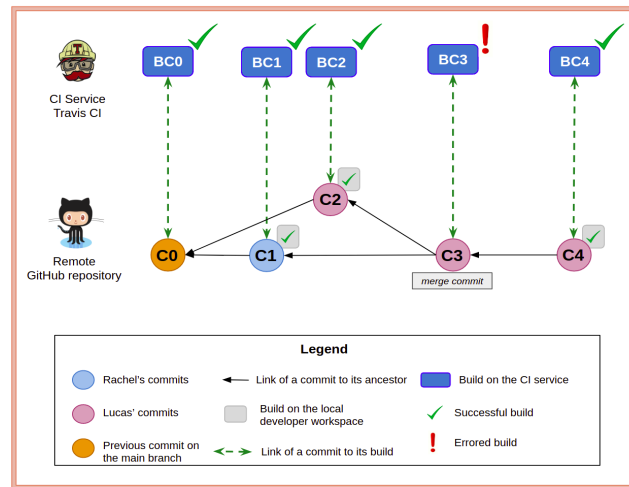 BC0
BC1
BC2
BC3
BC4
CI Service
Travis CI
C2
Remote
GitHub repository
C0
C1
C3
C4
merge commit
Legend
Rachel's commits
Link of a commit to its ancestor
Build on the CI service
Lucas' commits
Build on the local
developer workspace
Successful build
Previous commit on
the main branch
Link of a commit to its build
Errored build